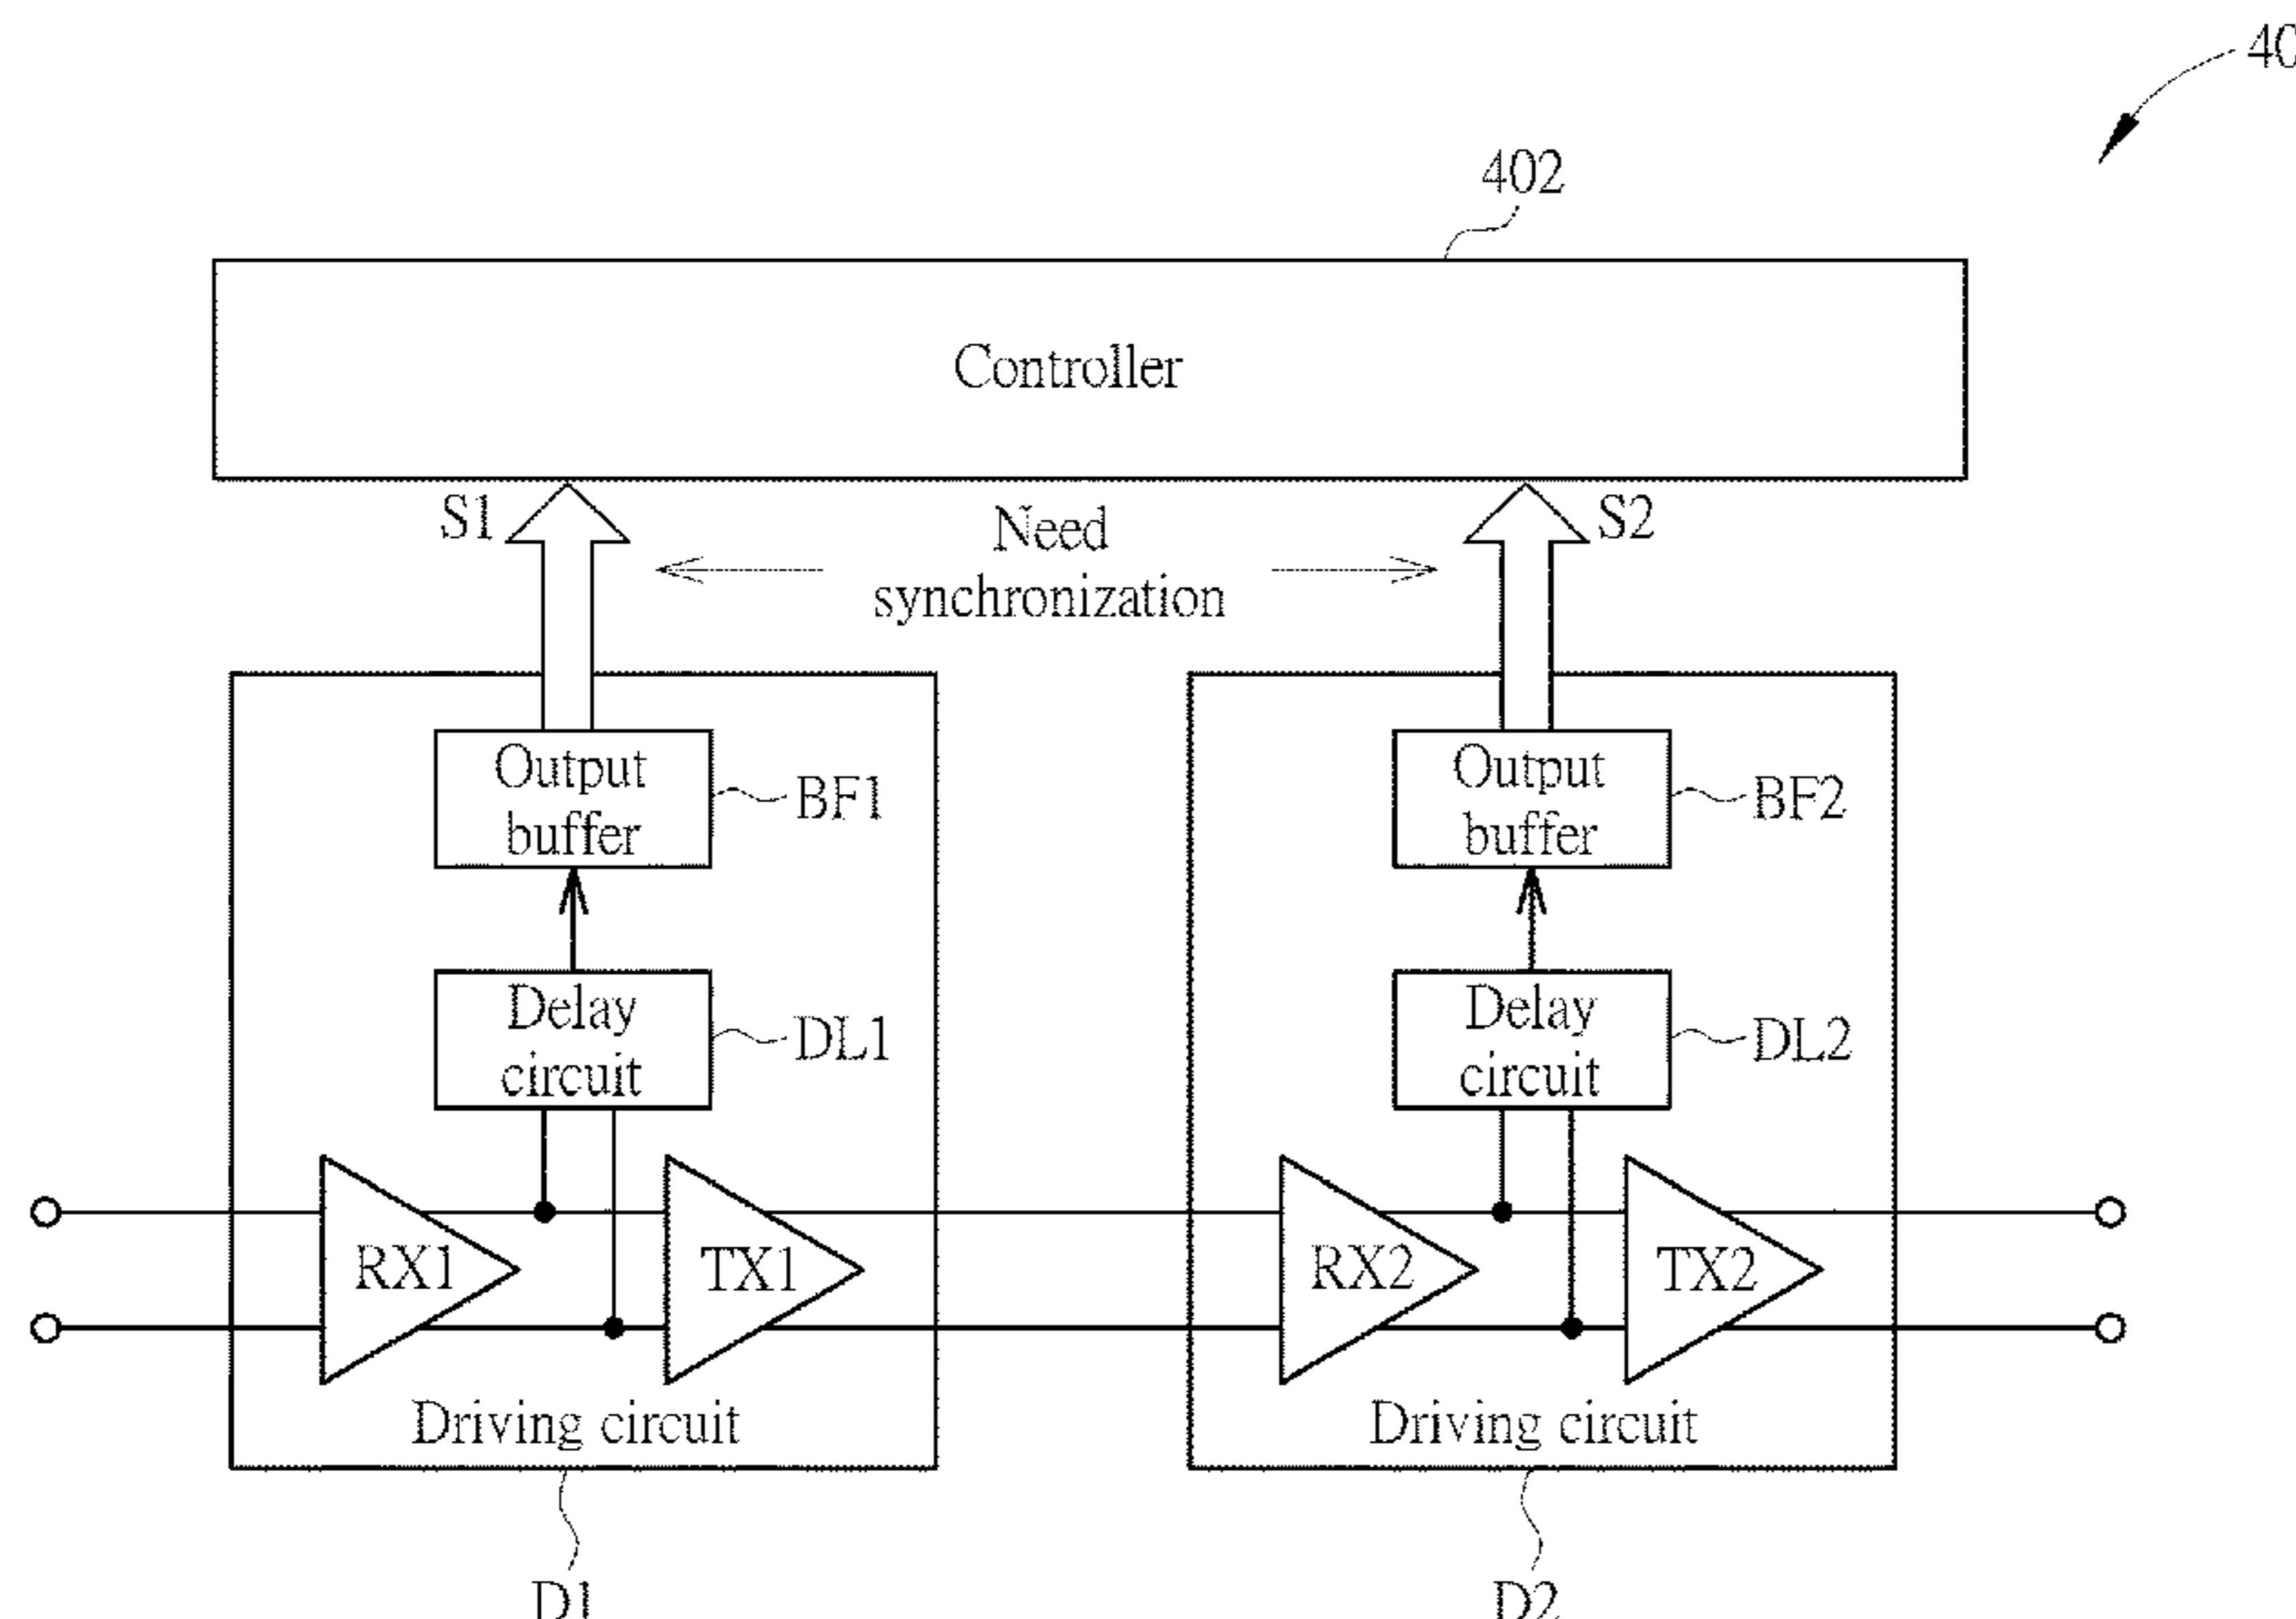 40
402
Controller
S1
Need
synchronization
S2
Output
buffer
BF1
Output
buffer
BF2
Delay
circuit
DL1
Delay
circuit
DL2
RX1
TX1
RX2
TX2
Driving circuit
Driving circuit
D1
D2